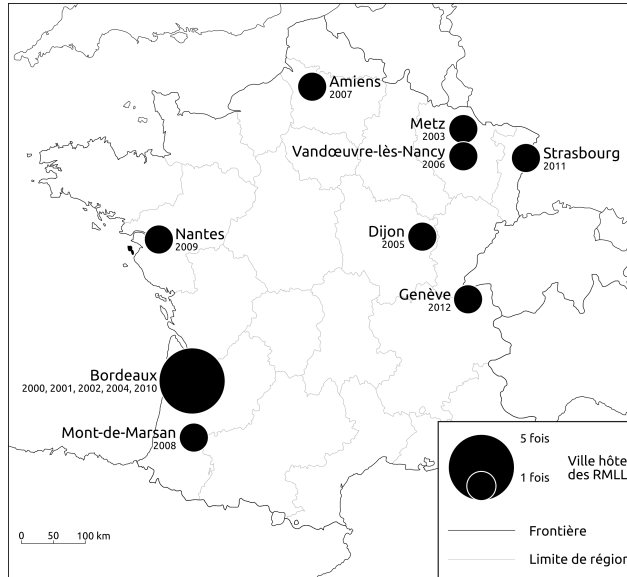 Amiens
2007
Metz
2003
Vandœuvre-lès-Nancy
2006
Strasbourg
2011
Nantes
2009
Dijon
2005
Genève
2012
Bordeaux
2000, 2001, 2002, 2004, 2010
Mont-de-Marsan
2008
5 fois
1 fois
Ville hôte
des RMLL
Frontière
Limite de région
0 50 100 km